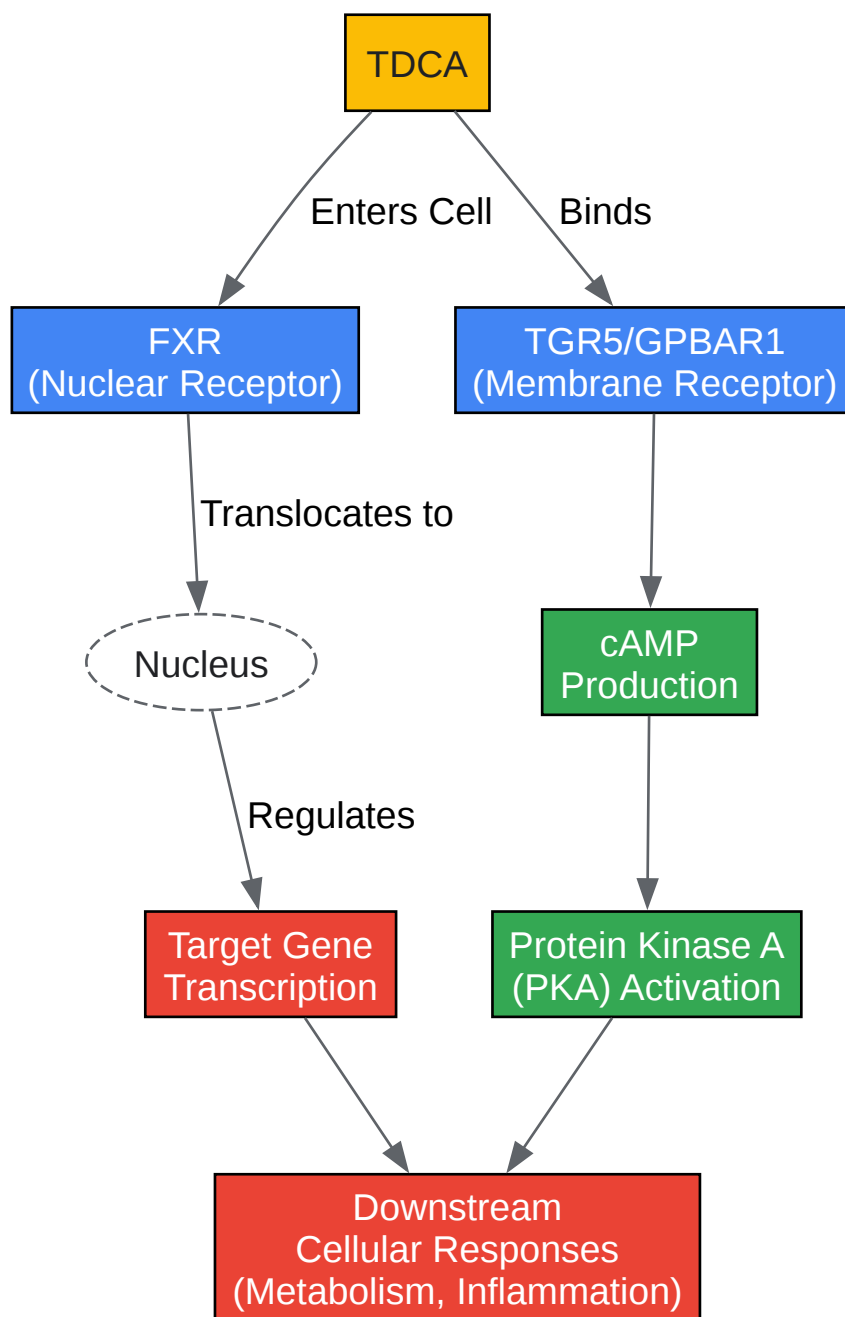 TDCA
Enters Cell
Binds
FXR
(Nuclear Receptor)
TGR5/GPBAR1
(Membrane Receptor)
Translocates to
Nucleus
cAMP
Production
Regulates
Target Gene
Transcription
Protein Kinase A
(PKA) Activation
Downstream
Cellular Responses
(Metabolism, Inflammation)